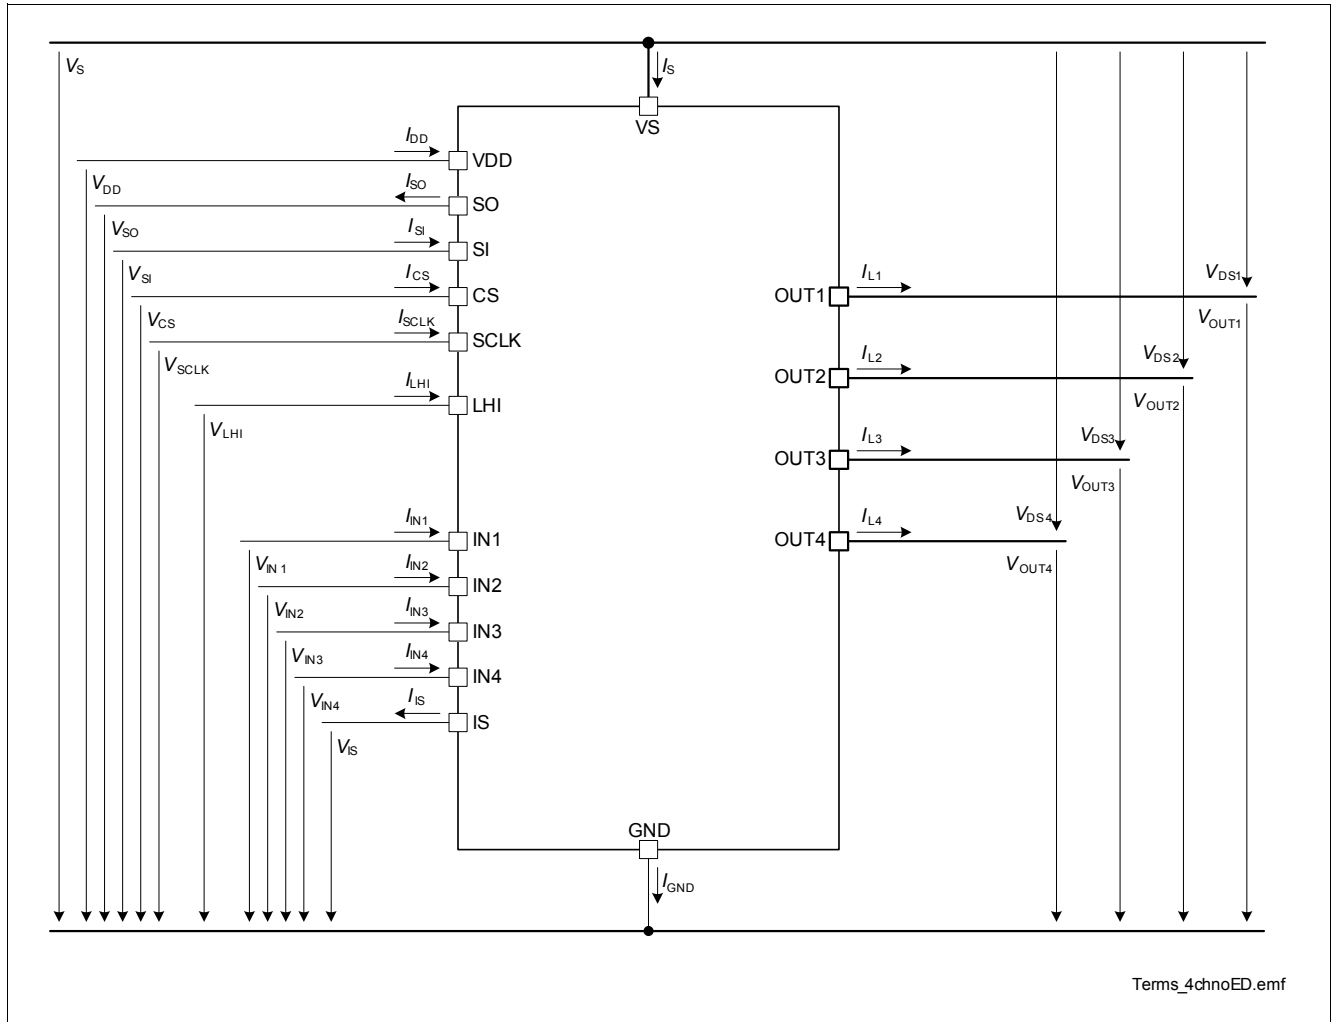 VS
IS
VS
IDD
VDD
VDD
ISO
SO
VSO
ISI
SI
VSI
ICS
CS
VCS
ISCLK
SCLK
VSCLK
ILHI
LHI
VLHI
IIN1
IN1
VIN 1
IIN2
IN2
VIN2
IIN3
IN3
VIN3
IIN4
IN4
VIN4
IIS
IS
VIS
OUT1
IL1
VDS1
VOUT1
OUT2
IL2
VDS2
VOUT2
OUT3
IL3
VDS3
VOUT3
OUT4
IL4
VDS4
VOUT4
GND
IGND
Terms_4chnoED.emf